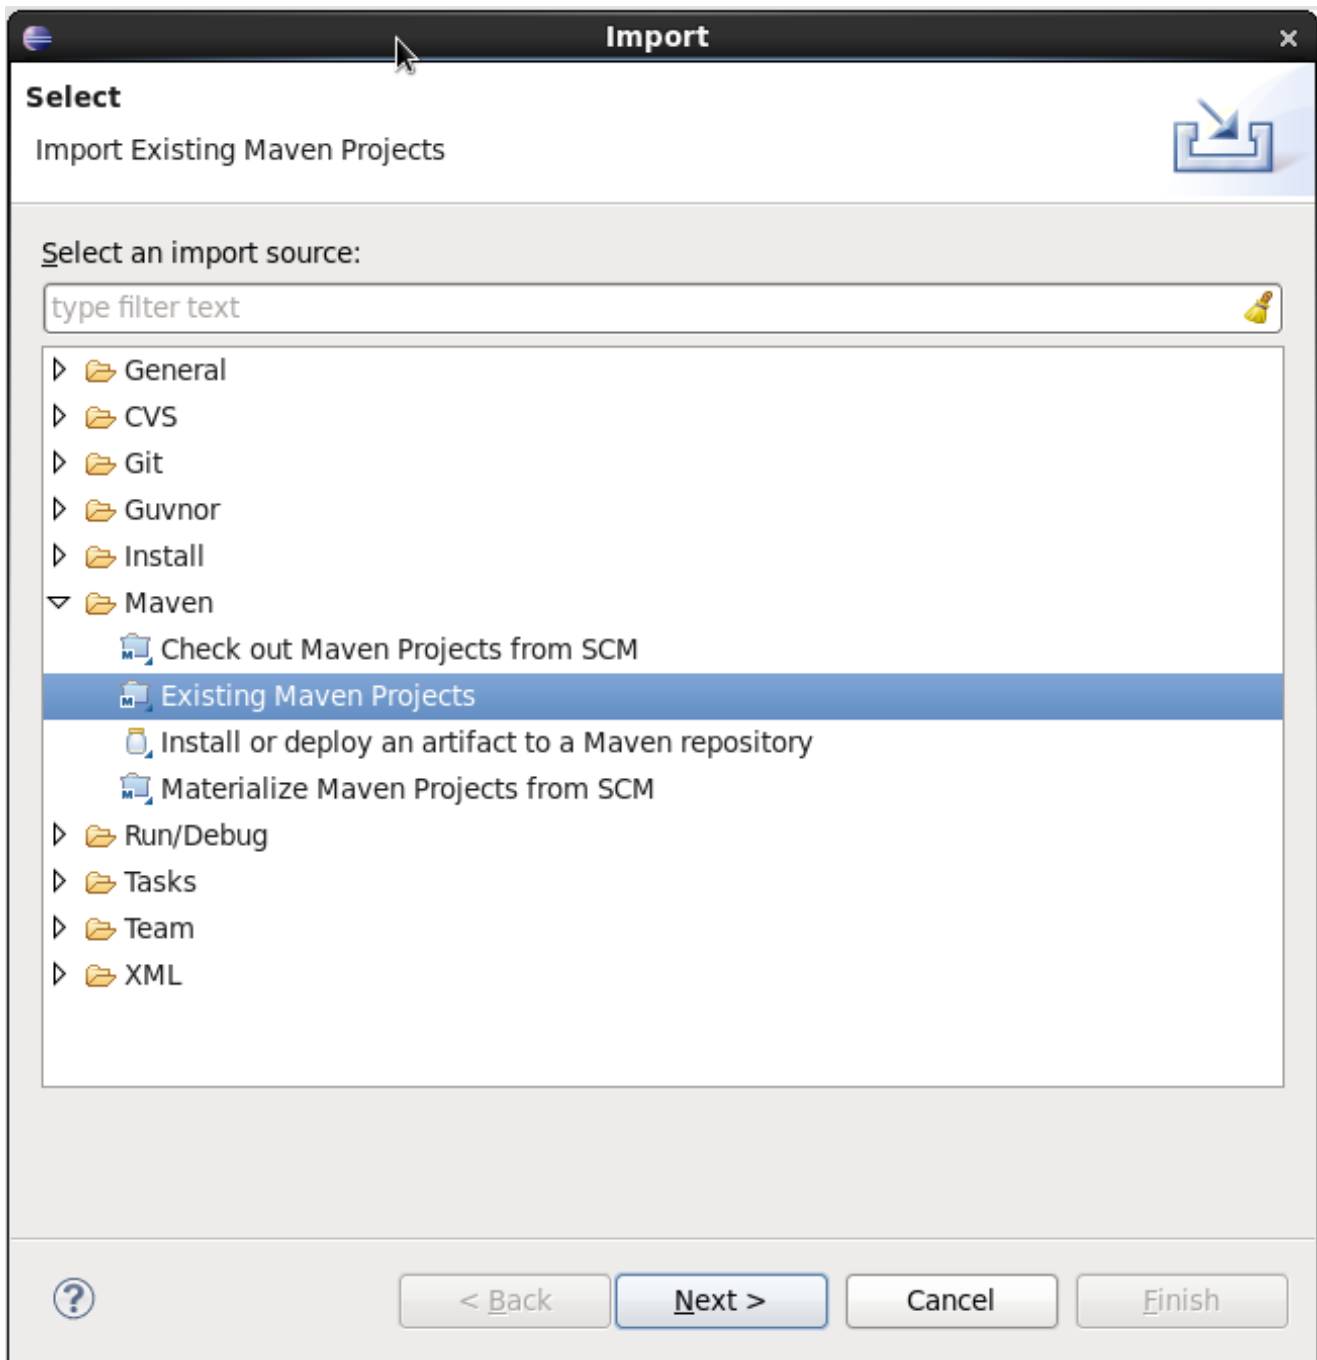 Import
Select
Import Existing Maven Projects
Select an import source:
type filter text
General
CVS
Git
Guvnor
Install
Maven
Check out Maven Projects from SCM
Existing Maven Projects
Install or deploy an artifact to a Maven repository
Materialize Maven Projects from SCM
Run/Debug
Tasks
Team
XML
? < Back Next > Cancel Finish